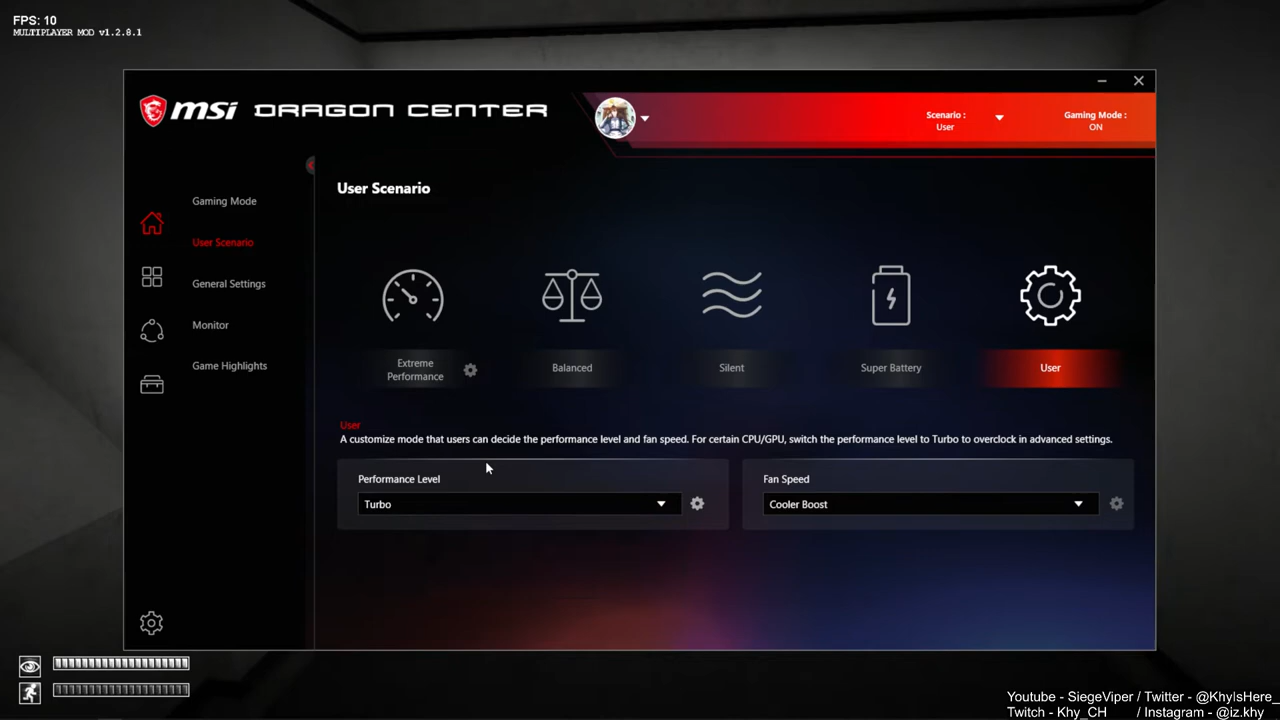 FPS: 10
MULTIPLAYER MOD v1.2.8.1
msi DRAGON CENTER
Scenario :
User
Gaming Mode :
ON
Gaming Mode
User Scenario
General Settings
Monitor
Game Highlights
User Scenario
Extreme
Performance
Balanced
Silent
Super Battery
User
User
A customize mode that users can decide the performance level and fan speed. For certain CPU/GPU, switch the performance level to Turbo to overclock in advanced settings.
Performance Level
Turbo
Fan Speed
Cooler Boost
Youtube - SiegeViper / Twitter - @KhyIsHere_
Twitch - Khy_CH / Instagram - @iz.khy